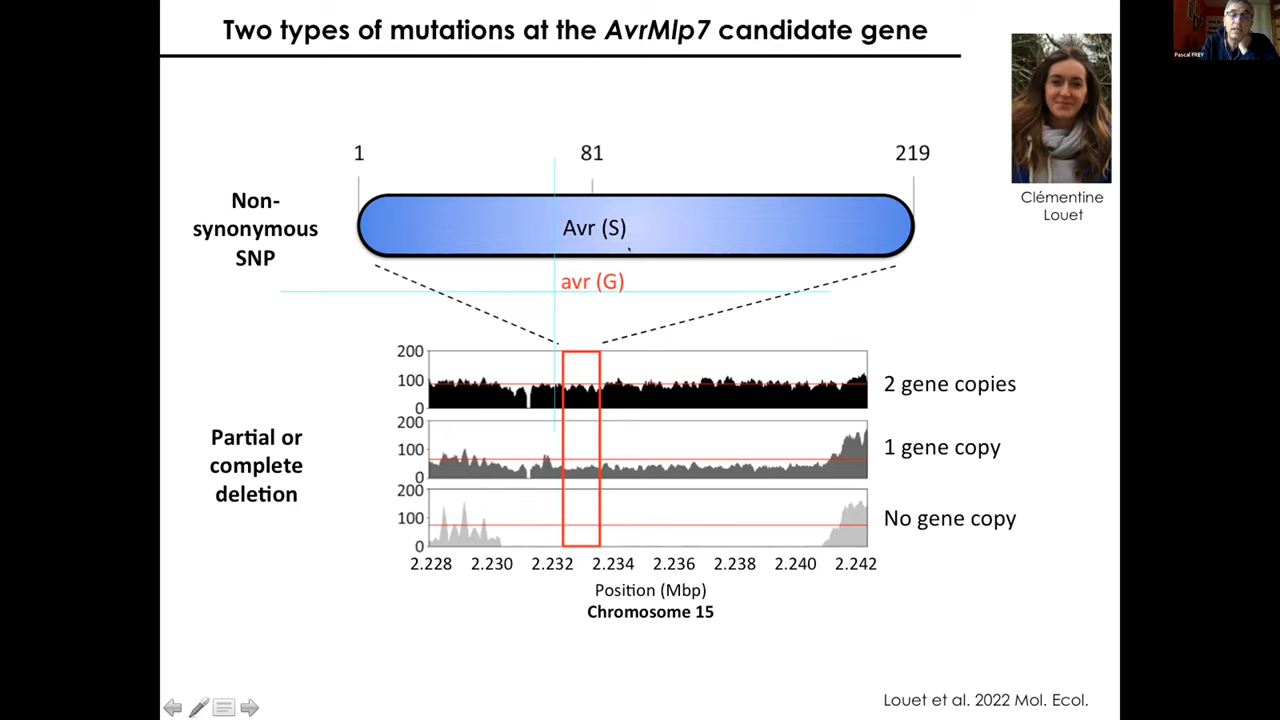 Two types of mutations at the AvrMlp7 candidate gene
Pascal FREY
Clémentine
Louet
1 81 219
Non-
synonymous
SNP
Avr (S)
avr (G)
Partial or
complete
deletion
200
100
0
2 gene copies
200
100
0
1 gene copy
200
100
0
No gene copy
2.228 2.230 2.232 2.234 2.236 2.238 2.240 2.242
Position (Mbp)
Chromosome 15
Louet et al. 2022 Mol. Ecol.